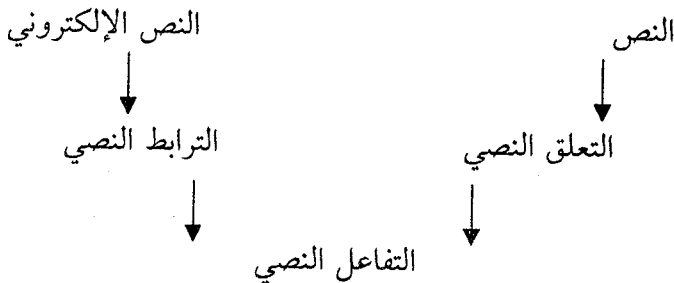 النص النص الإلكتروني
التعلق النصي الترابط النصي
التفاعل النصي